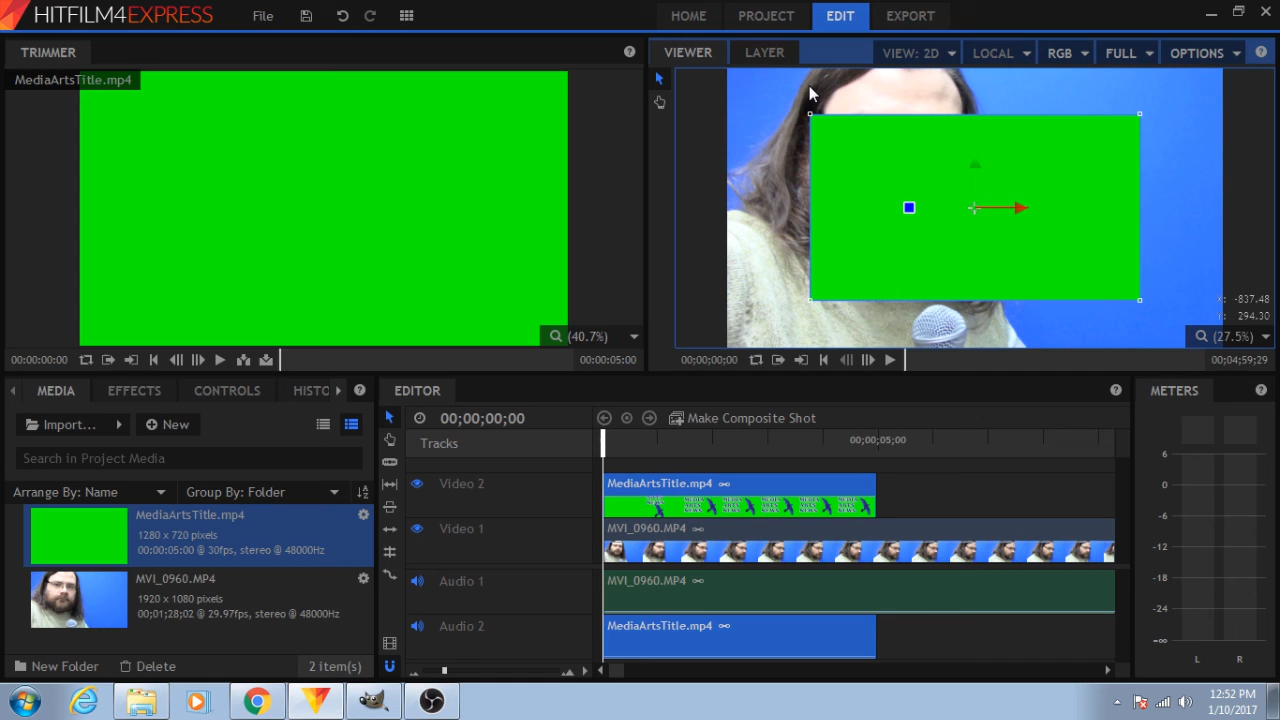 HITFILM4EXPRESS File HOME PROJECT EDIT EXPORT
TRIMMER
MediaArtsTitle.mp4
VIEWER LAYER VIEW: 2D LOCAL RGB FULL OPTIONS
X: -837.48
Y: 294.30
(40.7%)
(27.5%)
00:00:00:00 00:00:05:00
00;00;00;00 00;04;59;29
MEDIA EFFECTS CONTROLS HISTO
Import... New
Search in Project Media
Arrange By: Name Group By: Folder
MediaArtsTitle.mp4
1280 x 720 pixels
00:00:05:00 @ 30fps, stereo @ 48000Hz
MVI_0960.MP4
1920 x 1080 pixels
00;01;28;02 @ 29.97fps, stereo @ 48000Hz
New Folder Delete 2 item(s)
EDITOR
00;00;00;00 Make Composite Shot
Tracks 00;00;05;00
Video 2 MediaArtsTitle.mp4
Video 1 MVI_0960.MP4
Audio 1 MVI_0960.MP4
Audio 2 MediaArtsTitle.mp4
METERS
6
0
-6
-12
-18
-24
-∞
L R
12:52 PM
1/10/2017